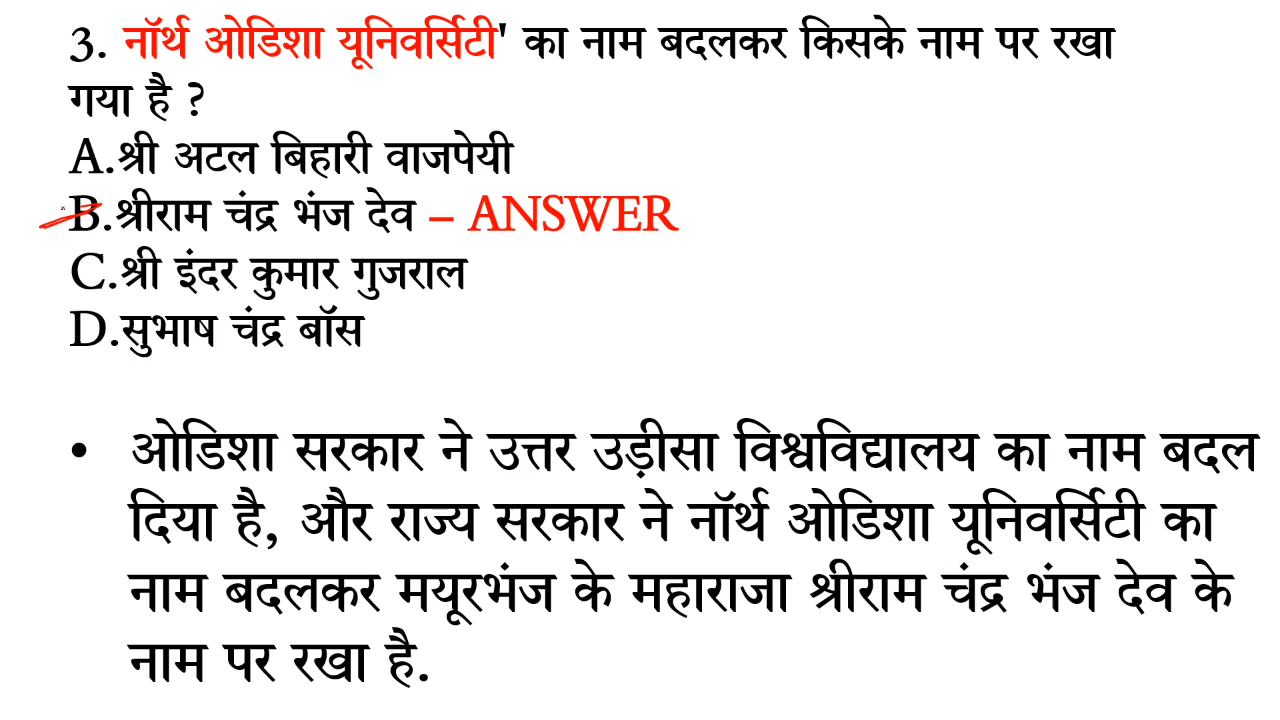 3. नॉर्थ ओडिशा यूनिवर्सिटी' का नाम बदलकर किसके नाम पर रखा
गया है ?
A.श्री अटल बिहारी वाजपेयी
B.श्रीराम चंद्र भंज देव – ANSWER
C.श्री इंदर कुमार गुजराल
D.सुभाष चंद्र बॉस
• ओडिशा सरकार ने उत्तर उड़ीसा विश्वविद्यालय का नाम बदल
दिया है, और राज्य सरकार ने नॉर्थ ओडिशा यूनिवर्सिटी का
नाम बदलकर मयूरभंज के महाराजा श्रीराम चंद्र भंज देव के
नाम पर रखा है.